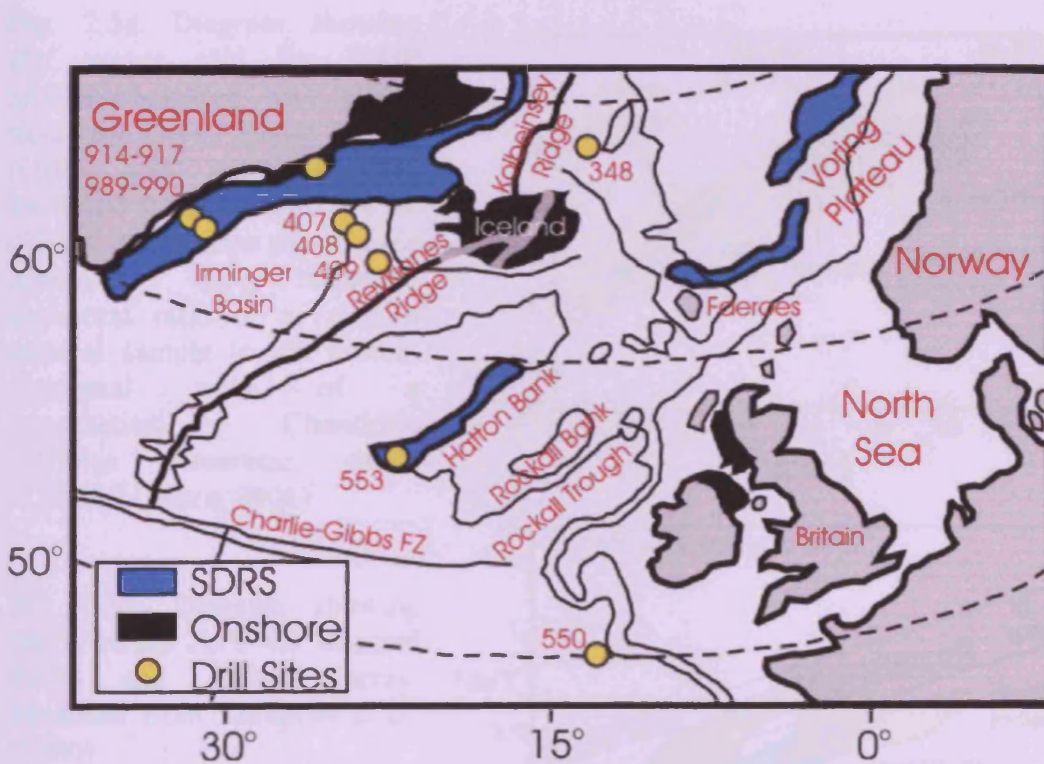 Greenland
914-917
989-990
Kolbeinsey
Ridge
348
Voring
Plateau
407
408
409
Iceland
60°
Irminger
Basin
Reykjanes
Ridge
Norway
Faeroes
Hatton Bank
Rockall Bank
Rockall Trough
North
Sea
553
Charlie-Gibbs FZ
Britain
50°
SDRS
Onshore
Drill Sites
550
30°
15°
0°